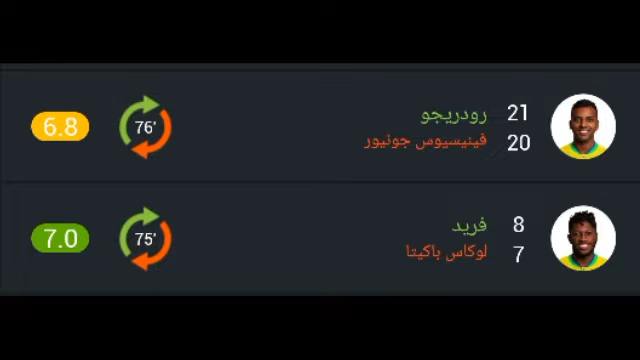 21 رودريجو 76' 6.8
20 فينيسيوس جونيور
8 فريد 75' 7.0
7 لوكاس باكيتا